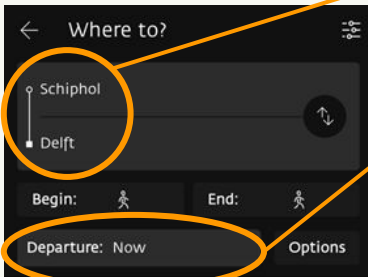 Where to?
Schiphol
Delft
Begin: End:
Departure: Now Options